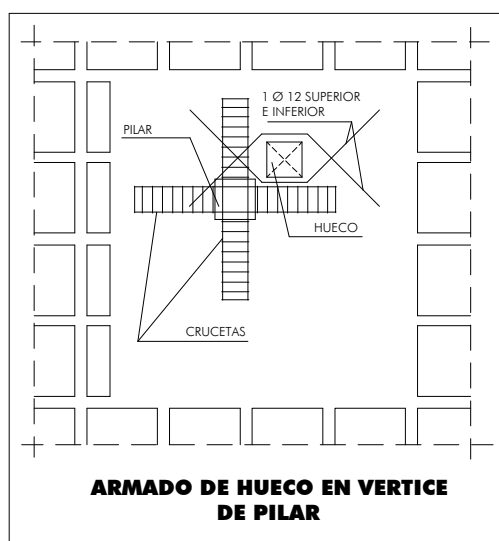 1 Ø 12 SUPERIOR
E INFERIOR
PILAR
HUECO
CRUCETAS
ARMADO DE HUECO EN VERTICE
DE PILAR